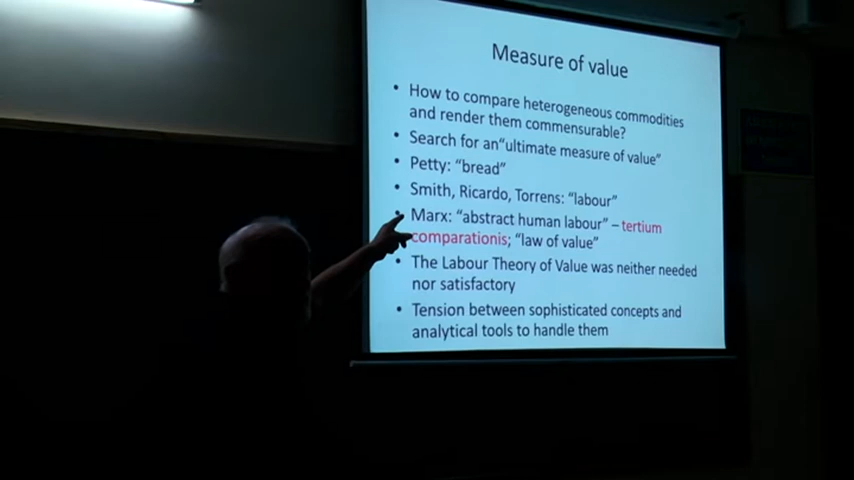 Measure of value
• How to compare heterogeneous commodities
and render them commensurable?
• Search for an“ultimate measure of value”
• Petty: “bread”
• Smith, Ricardo, Torrens: “labour”
• Marx: “abstract human labour” – tertium
comparationis; “law of value”
• The Labour Theory of Value was neither needed
nor satisfactory
• Tension between sophisticated concepts and
analytical tools to handle them